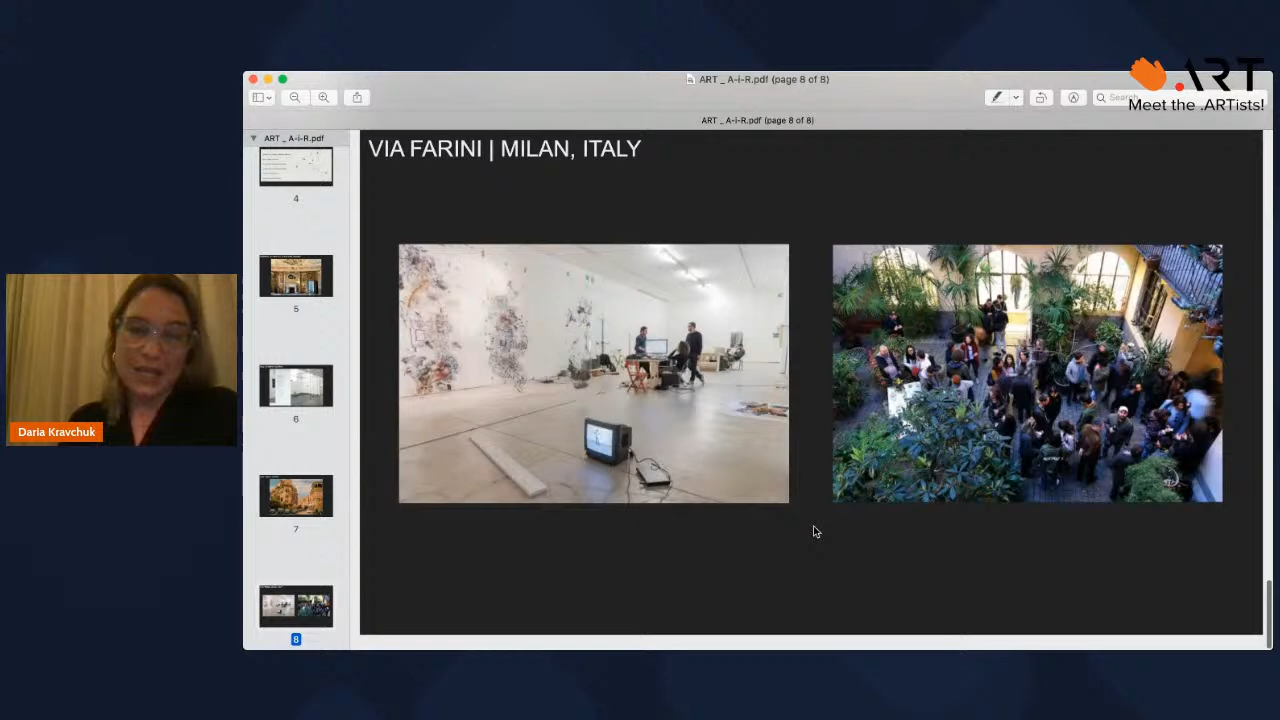 .ART
Meet the .ARTists!
ART _ A-i-R.pdf (page 8 of 8)
Search
ART _ A-i-R.pdf (page 8 of 8)
ART _ A-i-R.pdf
4
5
6
7
8
VIA FARINI | MILAN, ITALY
Daria Kravchuk